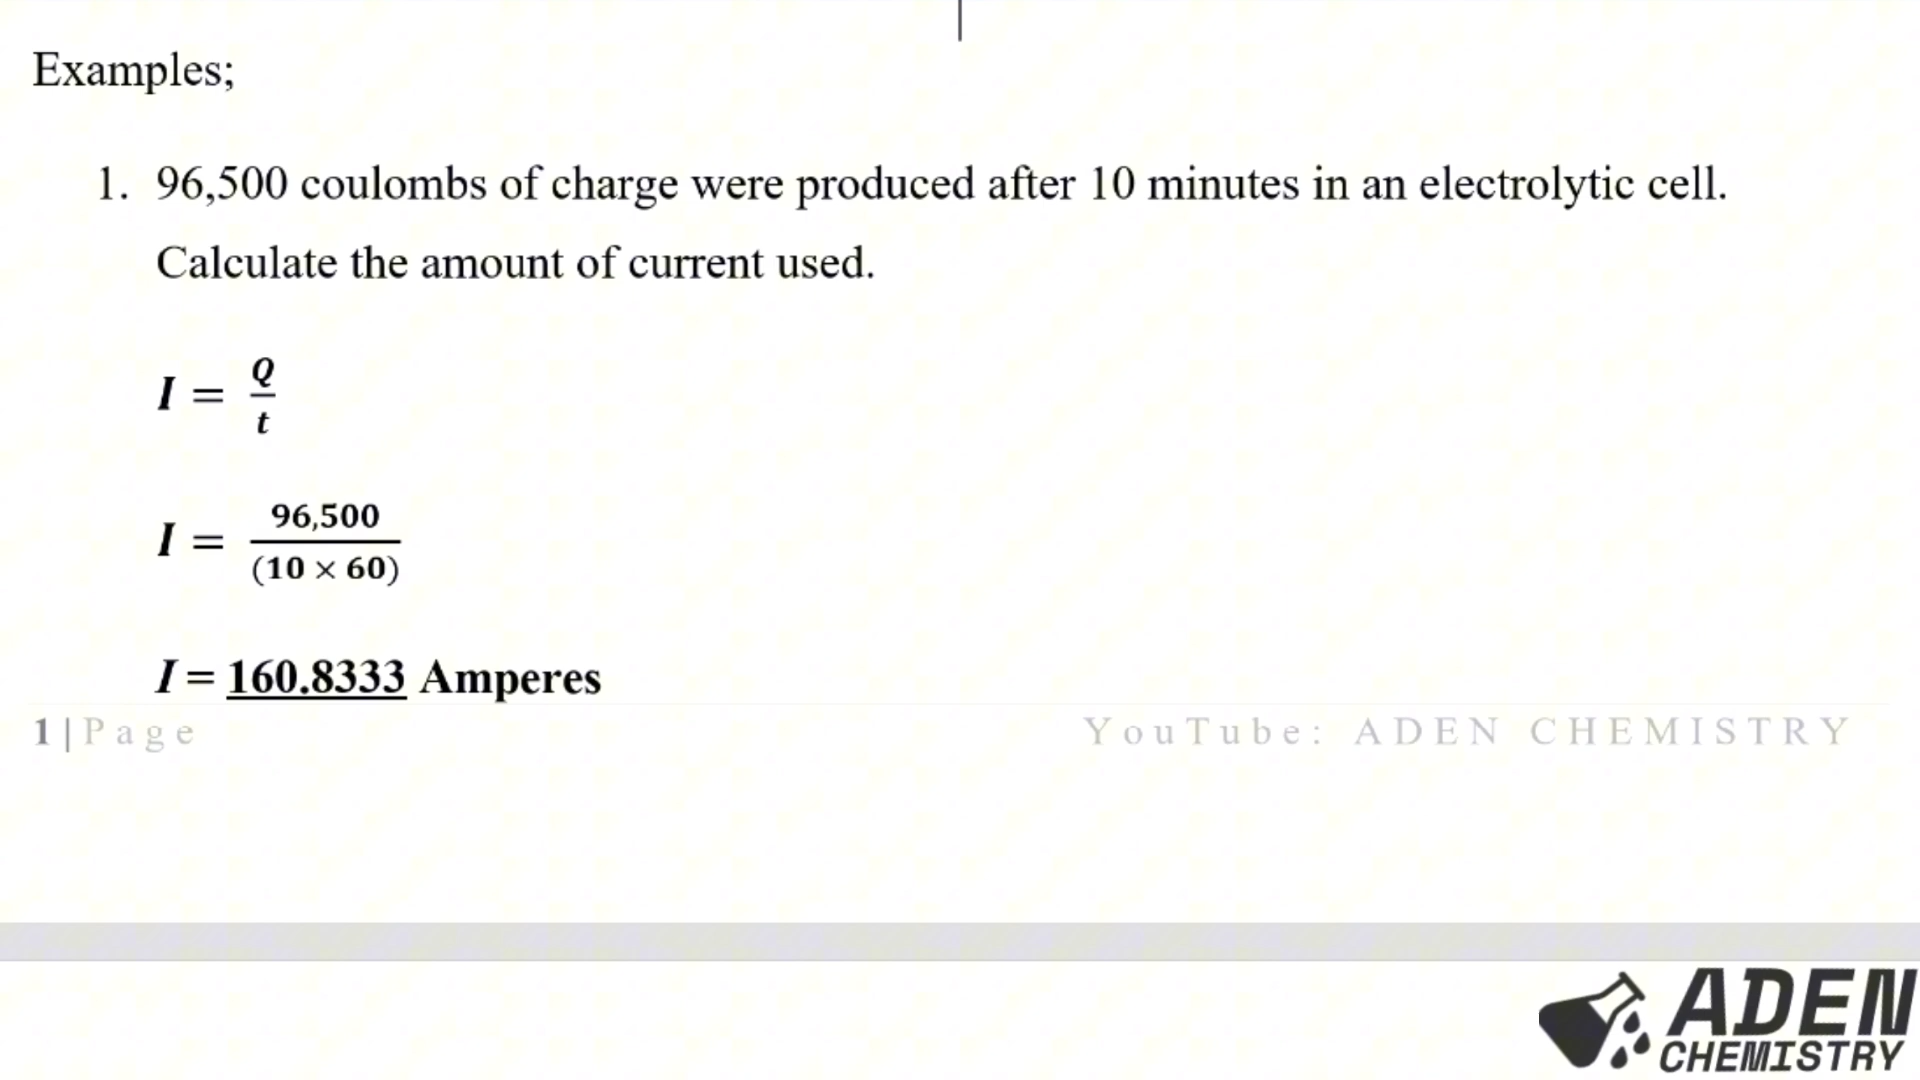 Examples;
1. 96,500 coulombs of charge were produced after 10 minutes in an electrolytic cell.
Calculate the amount of current used.
I = Q/t
I = 96,500/(10 × 60)
I = 160.8333 Amperes
1 | Page YouTube: ADEN CHEMISTRY
ADEN
CHEMISTRY